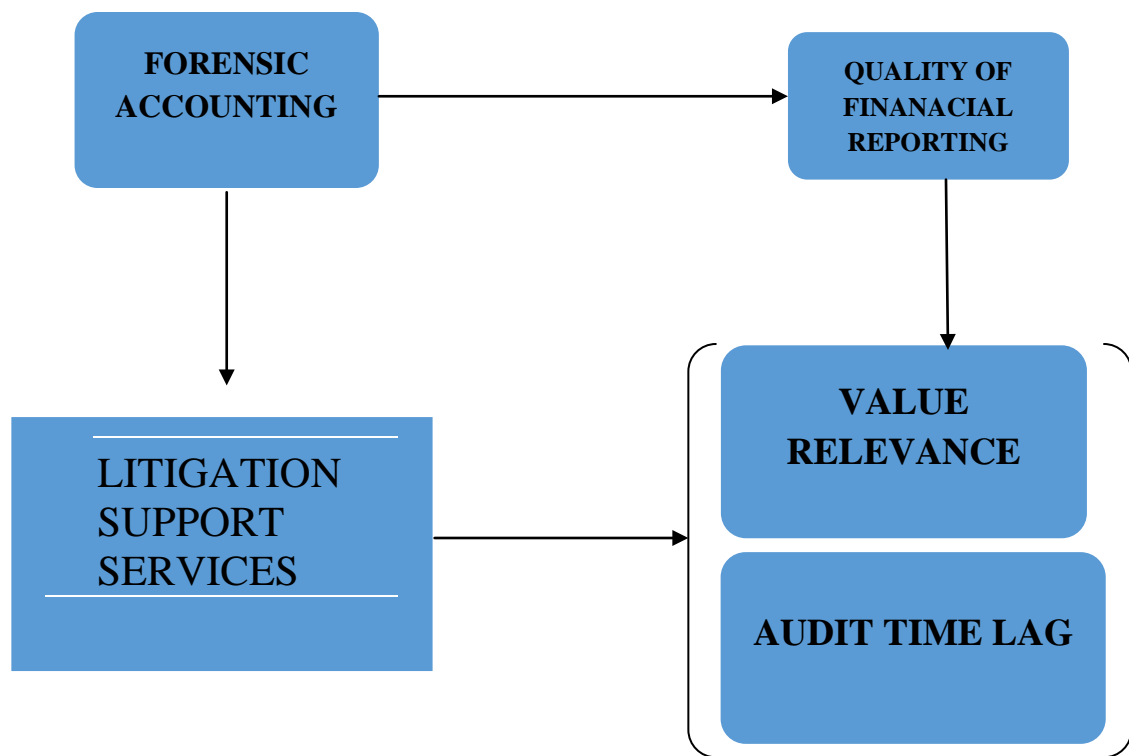 FORENSIC
ACCOUNTING
QUALITY OF
FINANACIAL
REPORTING
LITIGATION
SUPPORT
SERVICES
VALUE
RELEVANCE
AUDIT TIME LAG